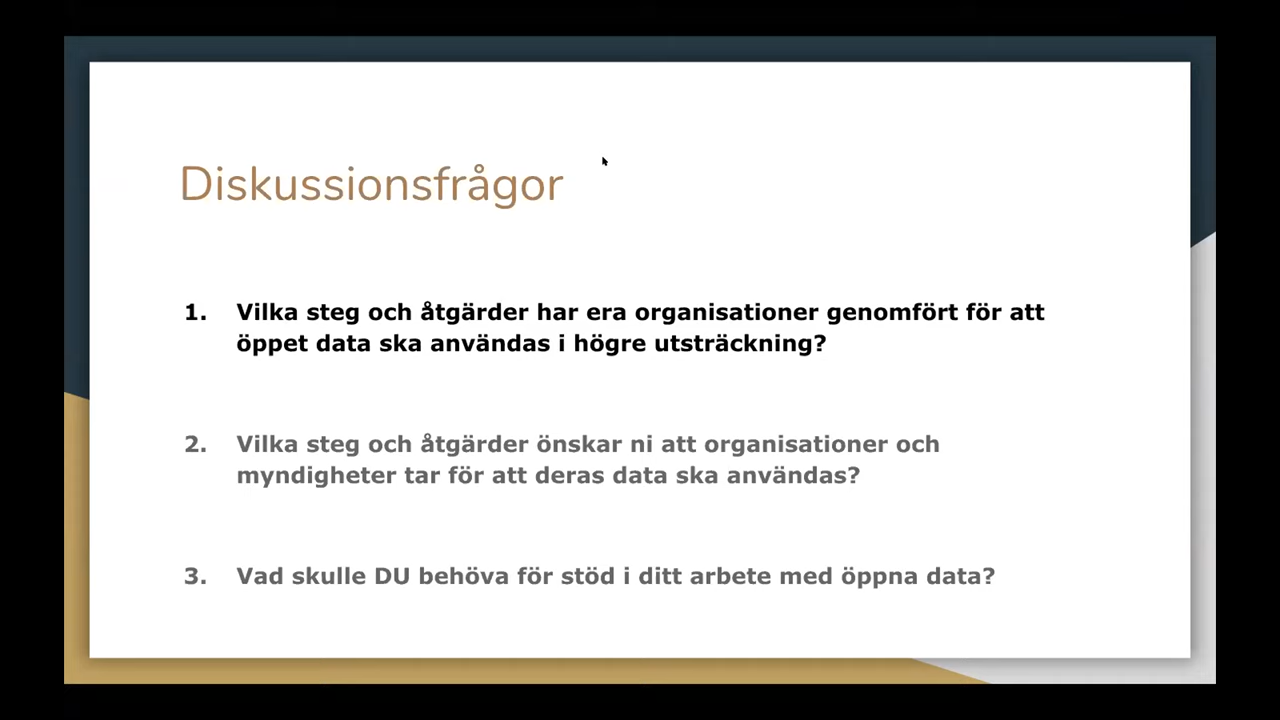 Diskussionsfrågor
1. Vilka steg och åtgärder har era organisationer genomfört för att
öppet data ska användas i högre utsträckning?
2. Vilka steg och åtgärder önskar ni att organisationer och
myndigheter tar för att deras data ska användas?
3. Vad skulle DU behöva för stöd i ditt arbete med öppna data?